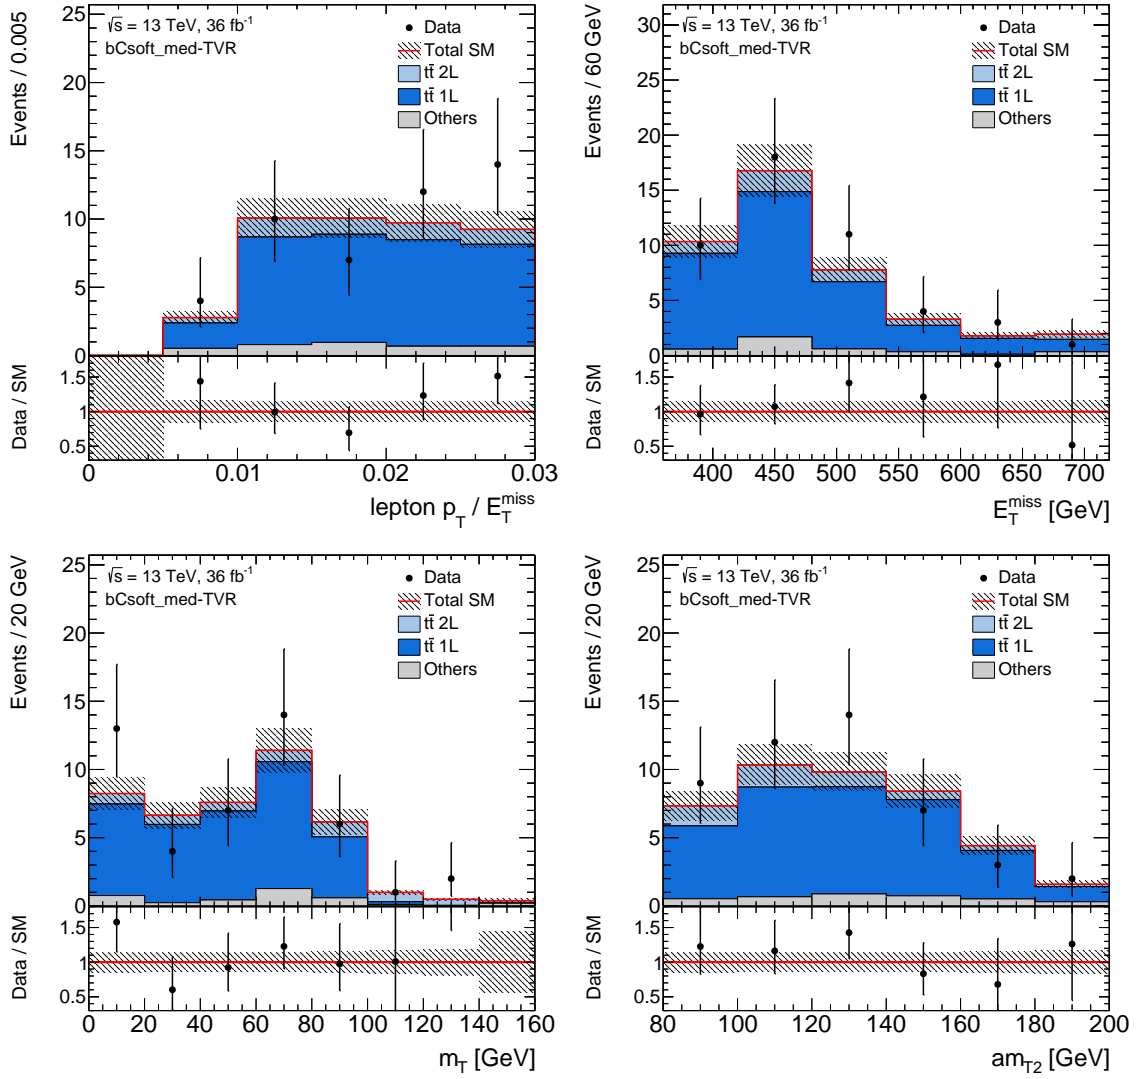 Events / 0.005
√s = 13 TeV, 36 fb⁻¹
bCsoft_med-TVR
Data
Total SM
tt̄ 2L
tt̄ 1L
Others
25
20
15
10
5
0
Data / SM
1.5
1
0.5
0 0.01 0.02 0.03
lepton p_T / E_T^miss
Events / 60 GeV
√s = 13 TeV, 36 fb⁻¹
bCsoft_med-TVR
Data
Total SM
tt̄ 2L
tt̄ 1L
Others
30
25
20
15
10
5
0
Data / SM
1.5
1
0.5
400 450 500 550 600 650 700
E_T^miss [GeV]
Events / 20 GeV
√s = 13 TeV, 36 fb⁻¹
bCsoft_med-TVR
Data
Total SM
tt̄ 2L
tt̄ 1L
Others
25
20
15
10
5
0
Data / SM
1.5
1
0.5
0 20 40 60 80 100 120 140 160
m_T [GeV]
Events / 20 GeV
√s = 13 TeV, 36 fb⁻¹
bCsoft_med-TVR
Data
Total SM
tt̄ 2L
tt̄ 1L
Others
25
20
15
10
5
0
Data / SM
1.5
1
0.5
80 100 120 140 160 180 200
am_T2 [GeV]